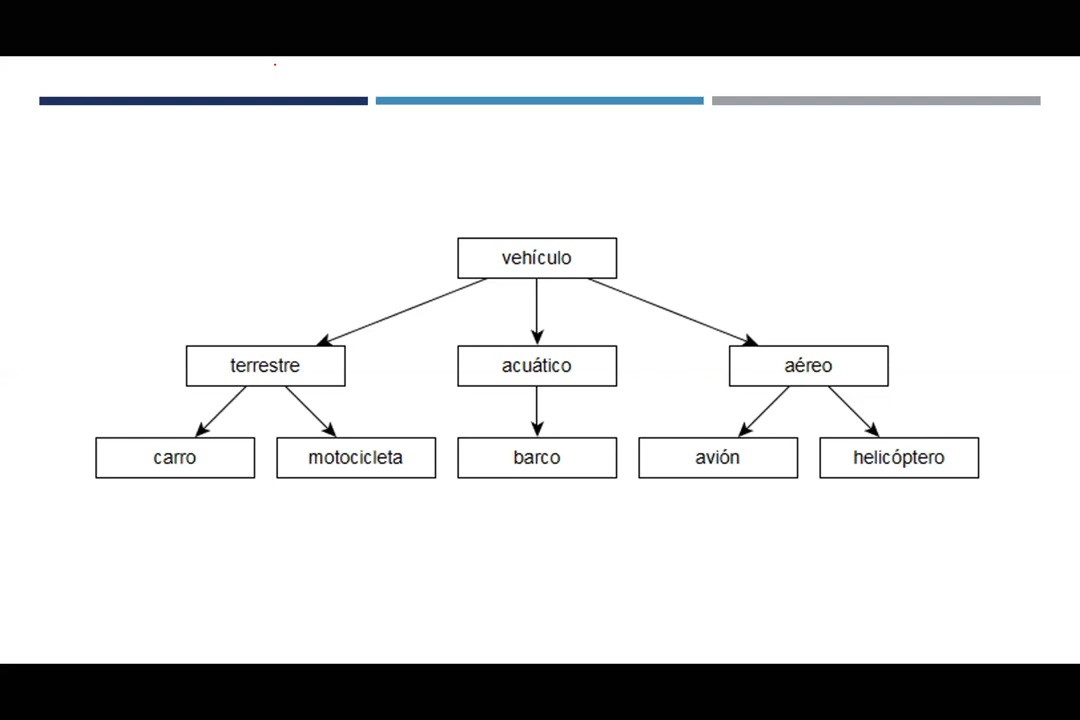 vehículo
terrestre
acuático
aéreo
carro
motocicleta
barco
avión
helicóptero